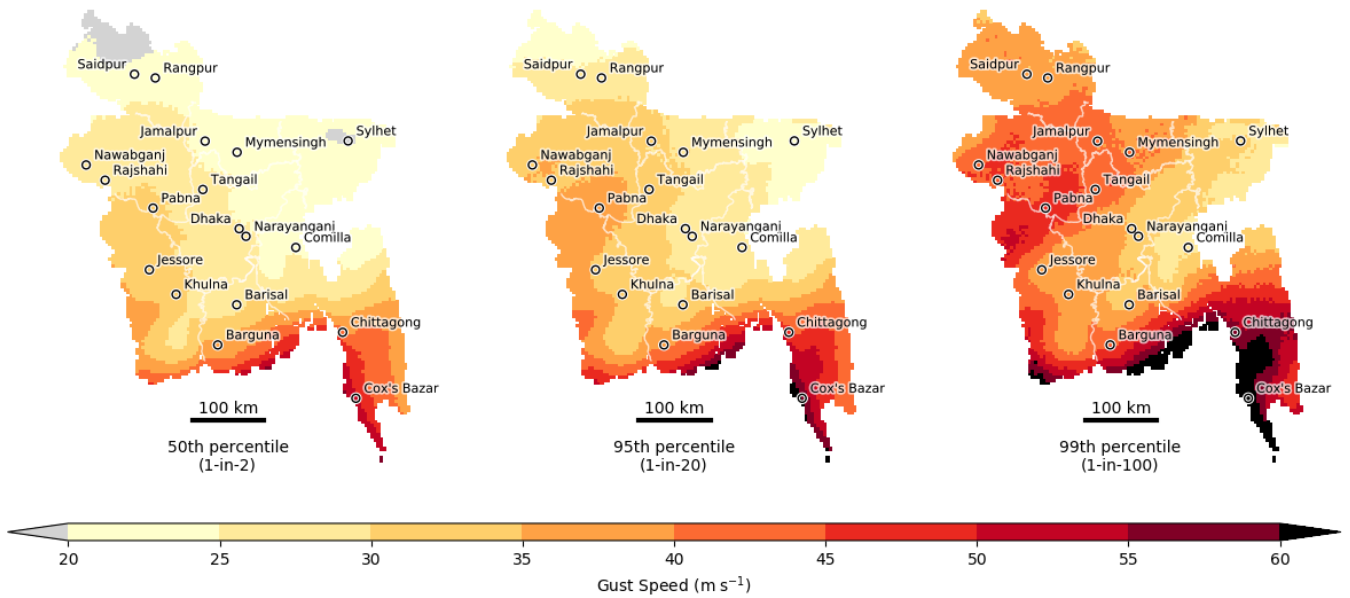 Saidpur
Rangpur
Jamalpur
Mymensingh
Sylhet
Nawabganj
Rajshahi
Tangail
Pabna
Dhaka
Narayangani
Comilla
Jessore
Khulna
Barisal
Barguna
Chittagong
Cox's Bazar
100 km
50th percentile
(1-in-2)
Saidpur
Rangpur
Jamalpur
Mymensingh
Sylhet
Nawabganj
Rajshahi
Tangail
Pabna
Dhaka
Narayangani
Comilla
Jessore
Khulna
Barisal
Barguna
Chittagong
Cox's Bazar
100 km
95th percentile
(1-in-20)
Saidpur
Rangpur
Jamalpur
Mymensingh
Sylhet
Nawabganj
Rajshahi
Tangail
Pabna
Dhaka
Narayangani
Comilla
Jessore
Khulna
Barisal
Barguna
Chittagong
Cox's Bazar
100 km
99th percentile
(1-in-100)
20 25 30 35 40 45 50 55 60
Gust Speed (m s⁻¹)